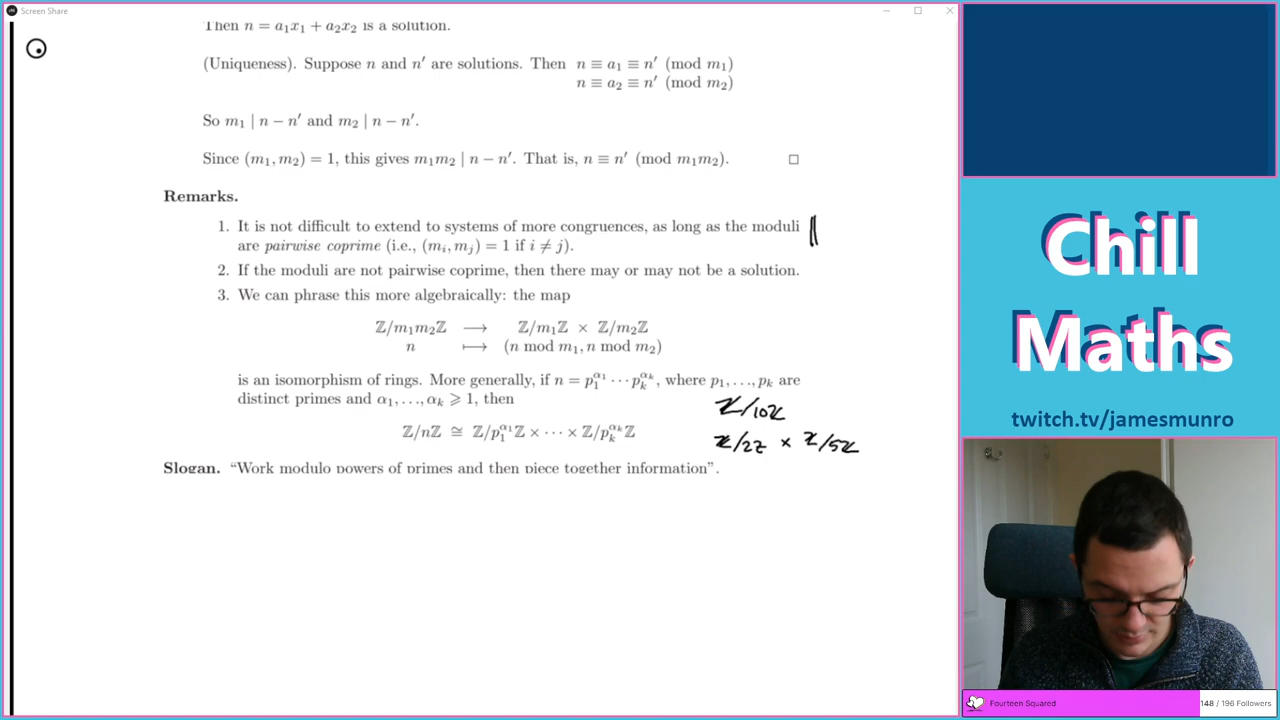 Screen Share
Then n = a₁x₁ + a₂x₂ is a solution.
(Uniqueness). Suppose n and n′ are solutions. Then n ≡ a₁ ≡ n′ (mod m₁)
n ≡ a₂ ≡ n′ (mod m₂)
So m₁ | n − n′ and m₂ | n − n′.
Since (m₁, m₂) = 1, this gives m₁m₂ | n − n′. That is, n ≡ n′ (mod m₁m₂). □
Remarks.
1. It is not difficult to extend to systems of more congruences, as long as the moduli
are pairwise coprime (i.e., (mᵢ, mⱼ) = 1 if i ≠ j).
2. If the moduli are not pairwise coprime, then there may or may not be a solution.
3. We can phrase this more algebraically: the map
ℤ/m₁m₂ℤ ⟶ ℤ/m₁ℤ × ℤ/m₂ℤ
n ⟼ (n mod m₁, n mod m₂)
is an isomorphism of rings. More generally, if n = p₁^{α₁} ⋯ pₖ^{αₖ}, where p₁, …, pₖ are
distinct primes and α₁, …, αₖ ⩾ 1, then
ℤ/10ℤ
ℤ/nℤ ≅ ℤ/p₁^{α₁}ℤ × ⋯ × ℤ/pₖ^{αₖ}ℤ
ℤ/2ℤ × ℤ/5ℤ
Slogan. “Work modulo powers of primes and then piece together information”.
Chill
Maths
twitch.tv/jamesmunro
Fourteen Squared
148 / 196 Followers